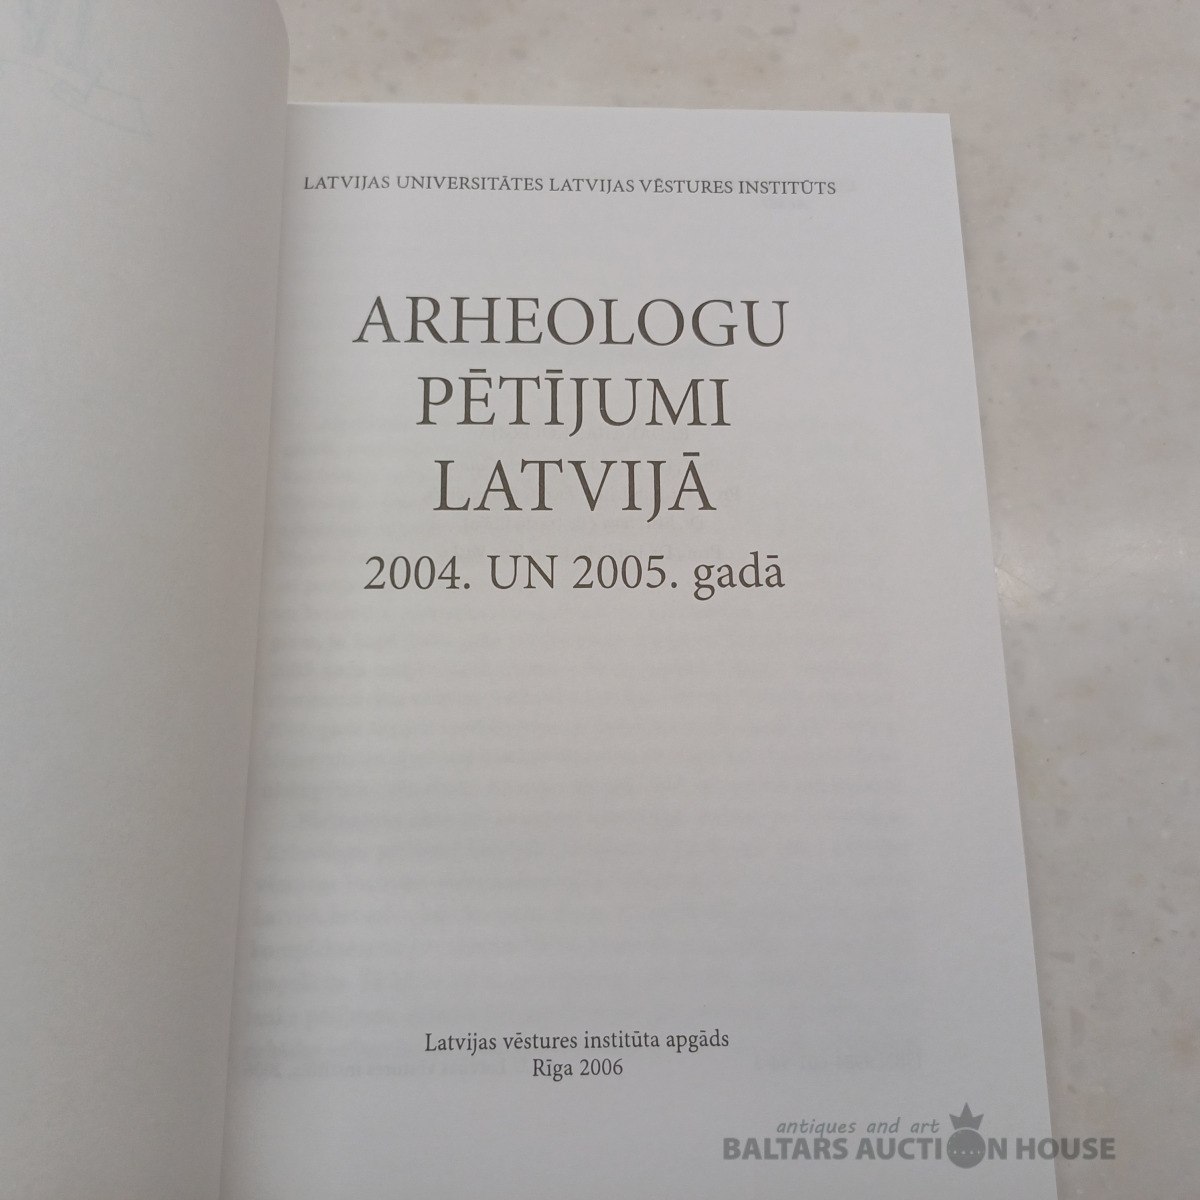 LATVIJAS UNIVERSITĀTES LATVIJAS VĒSTURES INSTITŪTS
ARHEOLOGU
PĒTĪJUMI
LATVIJĀ
2004. UN 2005. gadā
Latvijas vēstures institūta apgāds
Rīga 2006
antiques and art
BALTARS AUCTION HOUSE